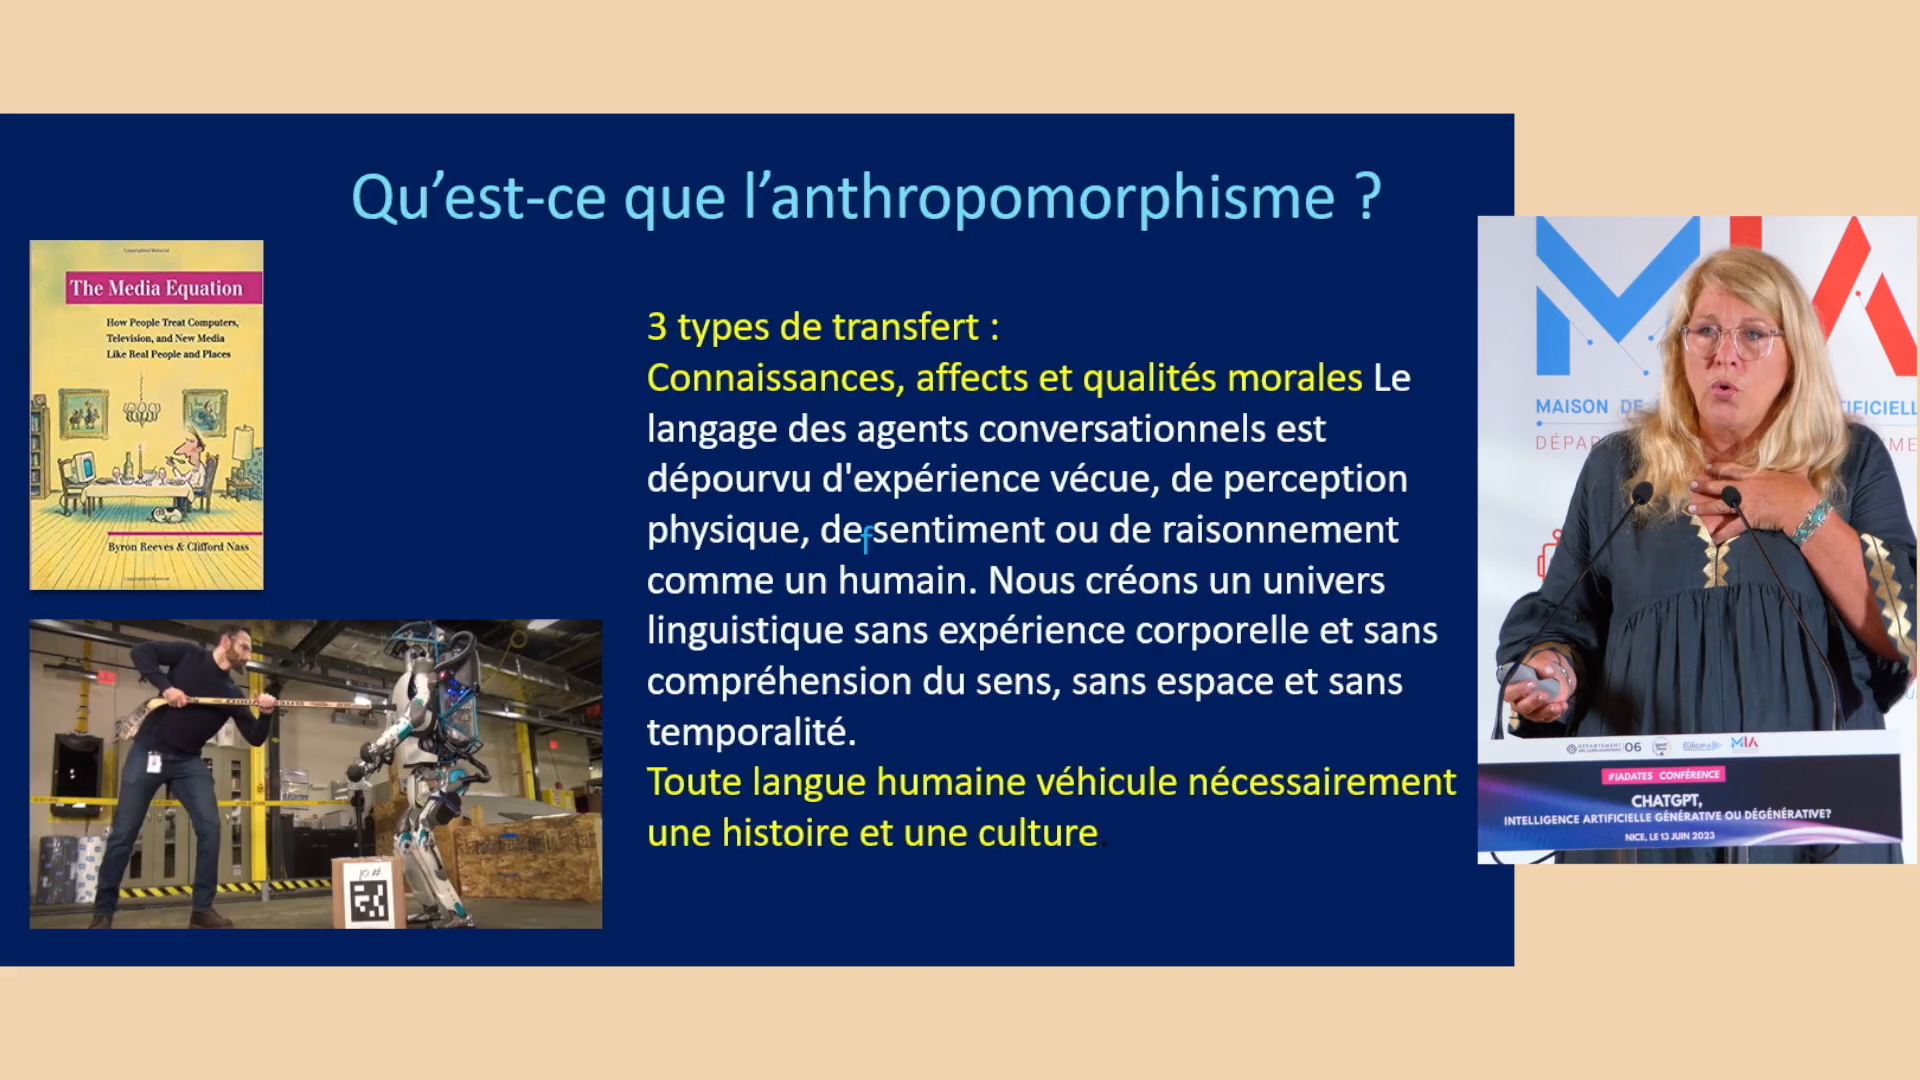 Qu’est-ce que l’anthropomorphisme ?
The Media Equation
How People Treat Computers,
Television, and New Media
Like Real People and Places
Byron Reeves & Clifford Nass
3 types de transfert :
Connaissances, affects et qualités morales Le
langage des agents conversationnels est
dépourvu d'expérience vécue, de perception
physique, de sentiment ou de raisonnement
comme un humain. Nous créons un univers
linguistique sans expérience corporelle et sans
compréhension du sens, sans espace et sans
temporalité.
Toute langue humaine véhicule nécessairement
une histoire et une culture.
f
MIA
MAISON DE
DÉPA
DÉPARTEMENT 06
MIA
#IADATES CONFÉRENCE
CHATGPT,
INTELLIGENCE ARTIFICIELLE GÉNÉRATIVE OU DÉGÉNÉRATIVE?
NICE, LE 13 JUIN 2023